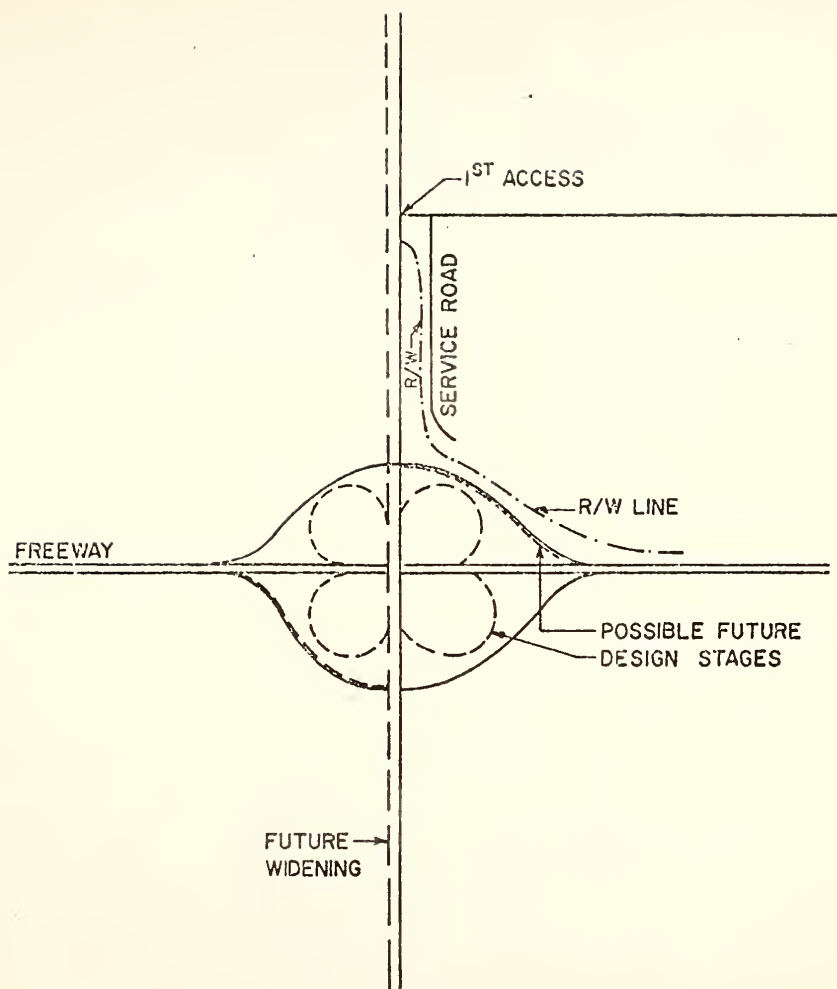 1ST ACCESS
R/W
SERVICE ROAD
R/W LINE
FREEWAY
POSSIBLE FUTURE
DESIGN STAGES
FUTURE
WIDENING